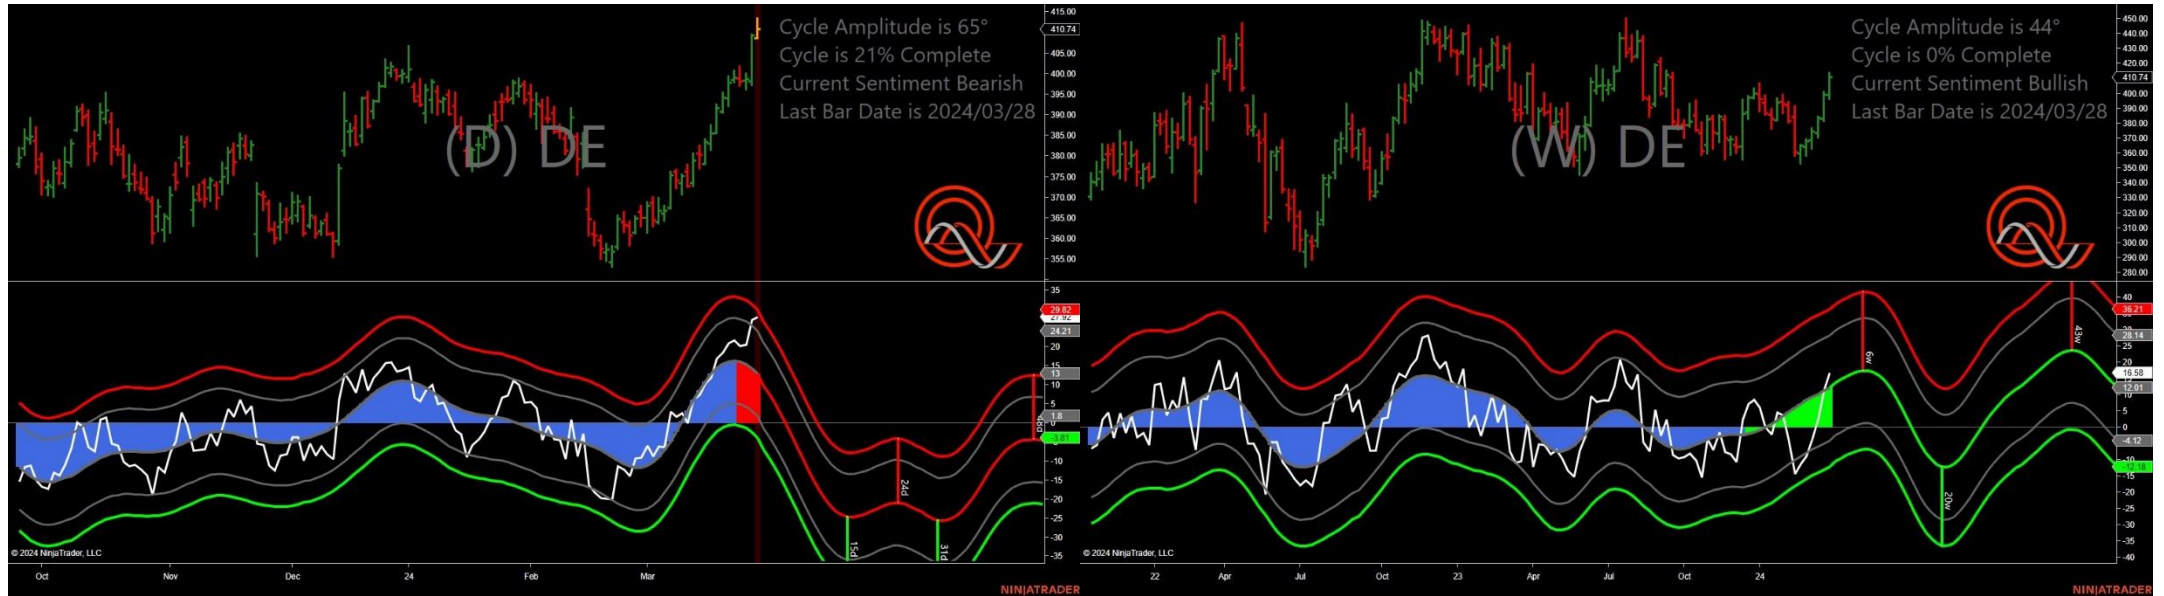 Cycle Amplitude is 65°
Cycle is 21% Complete
Current Sentiment Bearish
Last Bar Date is 2024/03/28
(D) DE
415.00
410.74
405.00
400.00
395.00
390.00
385.00
380.00
375.00
370.00
365.00
360.00
355.00
35
29.82
27.92
24.21
20
15
13
10
5
1.8
0
-3.81
-10
-15
-20
-25
-30
-35
15d
24d
31d
© 2024 NinjaTrader, LLC
Oct
Nov
Dec
24
Feb
Mar
NINJATRADER
Cycle Amplitude is 44°
Cycle is 0% Complete
Current Sentiment Bullish
Last Bar Date is 2024/03/28
(W) DE
450.00
440.00
430.00
420.00
410.74
400.00
390.00
380.00
370.00
360.00
350.00
340.00
330.00
320.00
310.00
300.00
290.00
280.00
40
36.21
28.14
25
20
16.58
12.01
5
0
-4.12
-10
-12.18
-15
-20
-25
-30
-35
-40
6w
20w
43w
© 2024 NinjaTrader, LLC
22
Apr
Jul
Oct
23
Apr
Jul
Oct
24
NINJATRADER